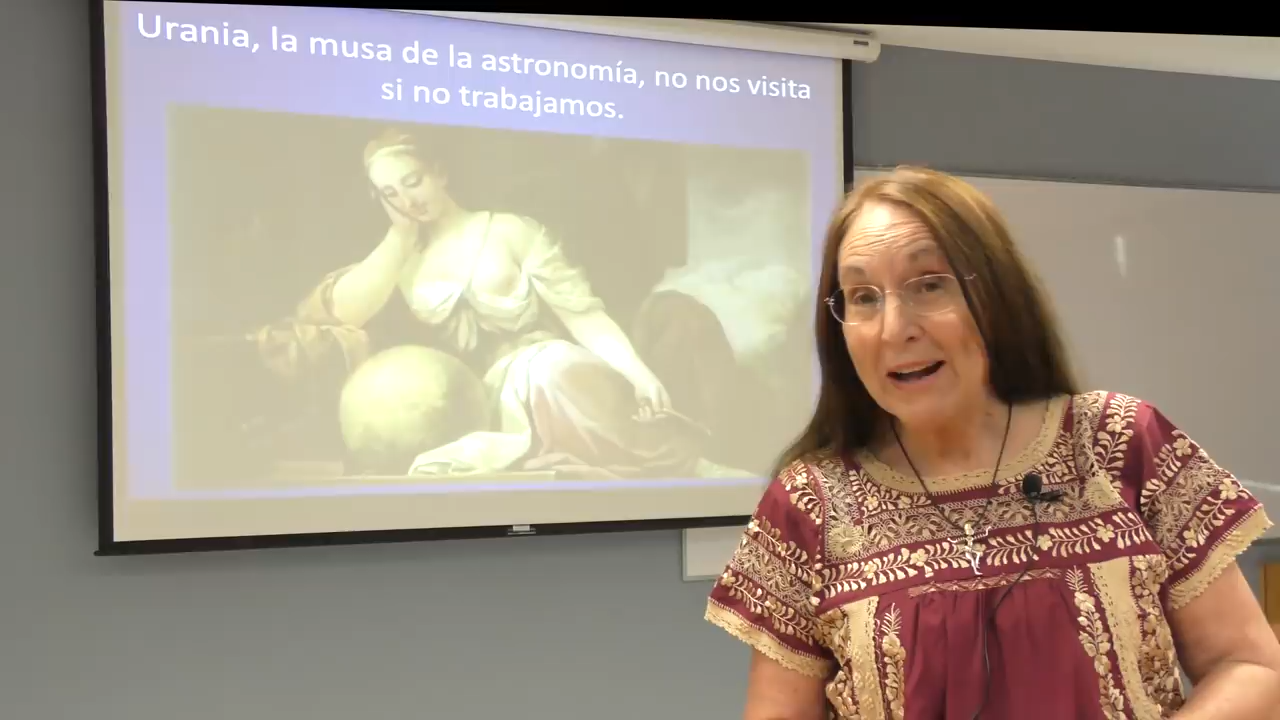 Urania, la musa de la astronomía, no nos visita
si no trabajamos.